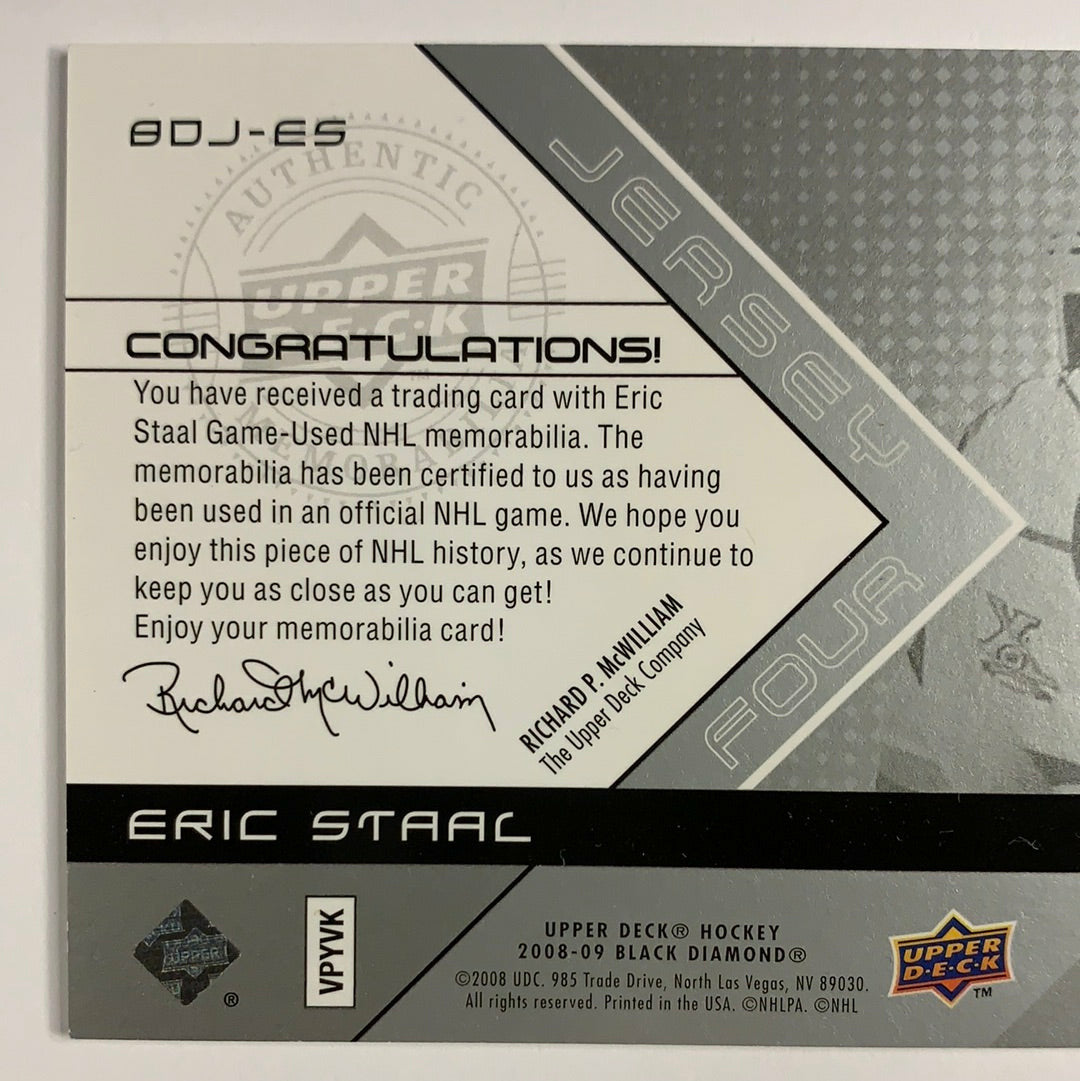 BDJ-ES
AUTHENTIC
UPPER
D·E·C·K
MEMORABILIA
JERSEY
FOUR
CONGRATULATIONS!
You have received a trading card with Eric
Staal Game-Used NHL memorabilia. The
memorabilia has been certified to us as having
been used in an official NHL game. We hope you
enjoy this piece of NHL history, as we continue to
keep you as close as you can get!
Enjoy your memorabilia card!
Richard McWilliam
RICHARD P. McWILLIAM
The Upper Deck Company
ERIC STAAL
UPPER
®
VPYVK
UPPER DECK® HOCKEY
2008-09 BLACK DIAMOND®
©2008 UDC. 985 Trade Drive, North Las Vegas, NV 89030.
All rights reserved. Printed in the USA. ©NHLPA. ©NHL
UPPER
D·E·C·K
TM